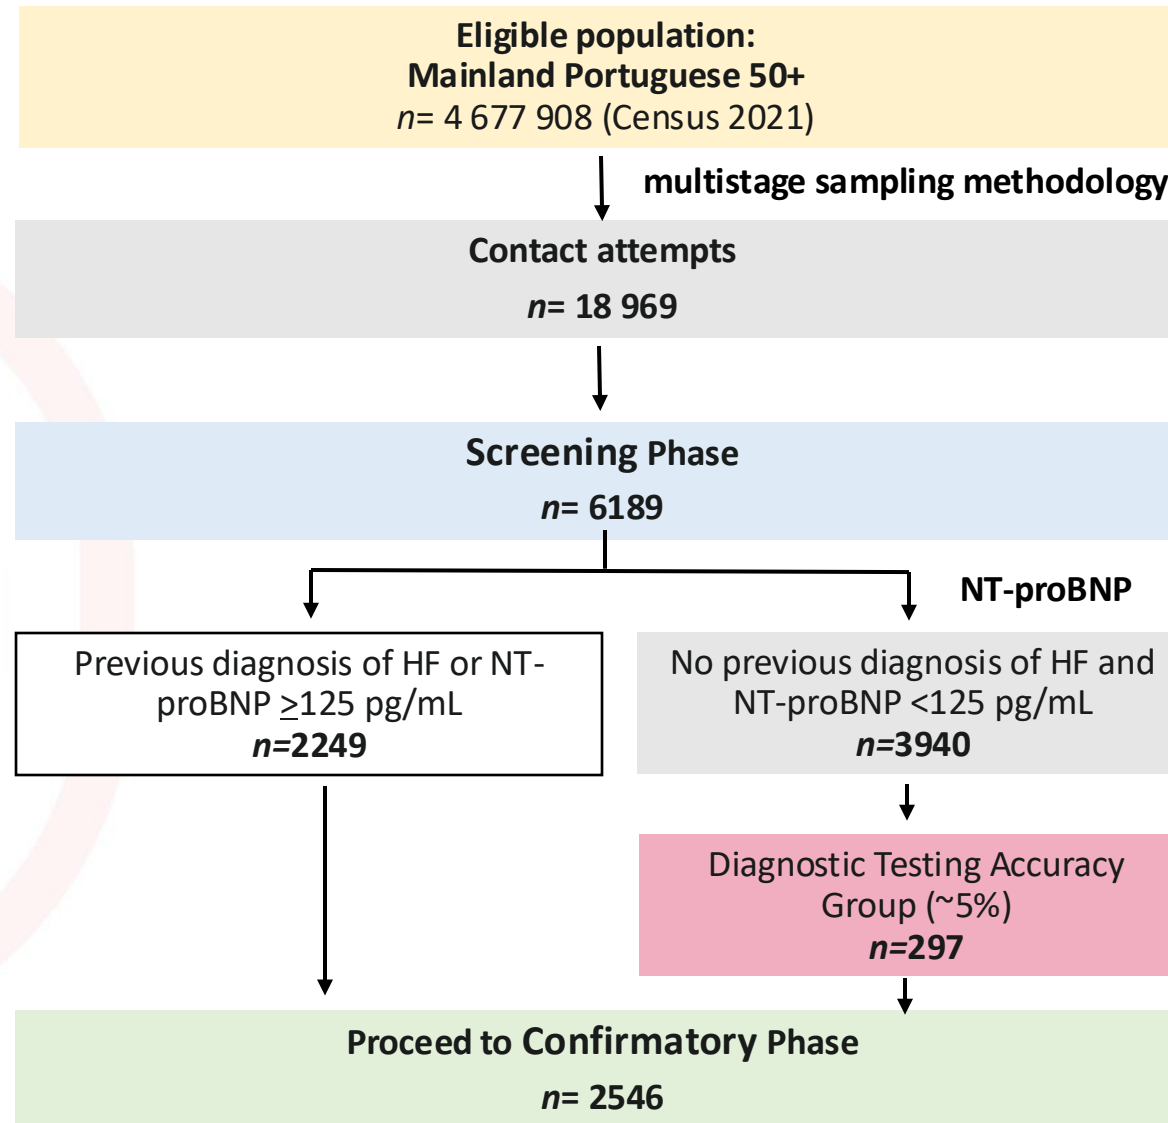 Eligible population:
Mainland Portuguese 50+
n= 4 677 908 (Census 2021)
multistage sampling methodology
Contact attempts
n= 18 969
Screening Phase
n= 6189
NT-proBNP
Previous diagnosis of HF or NT-
proBNP ≥125 pg/mL
n=2249
No previous diagnosis of HF and
NT-proBNP <125 pg/mL
n=3940
Diagnostic Testing Accuracy
Group (~5%)
n=297
Proceed to Confirmatory Phase
n= 2546